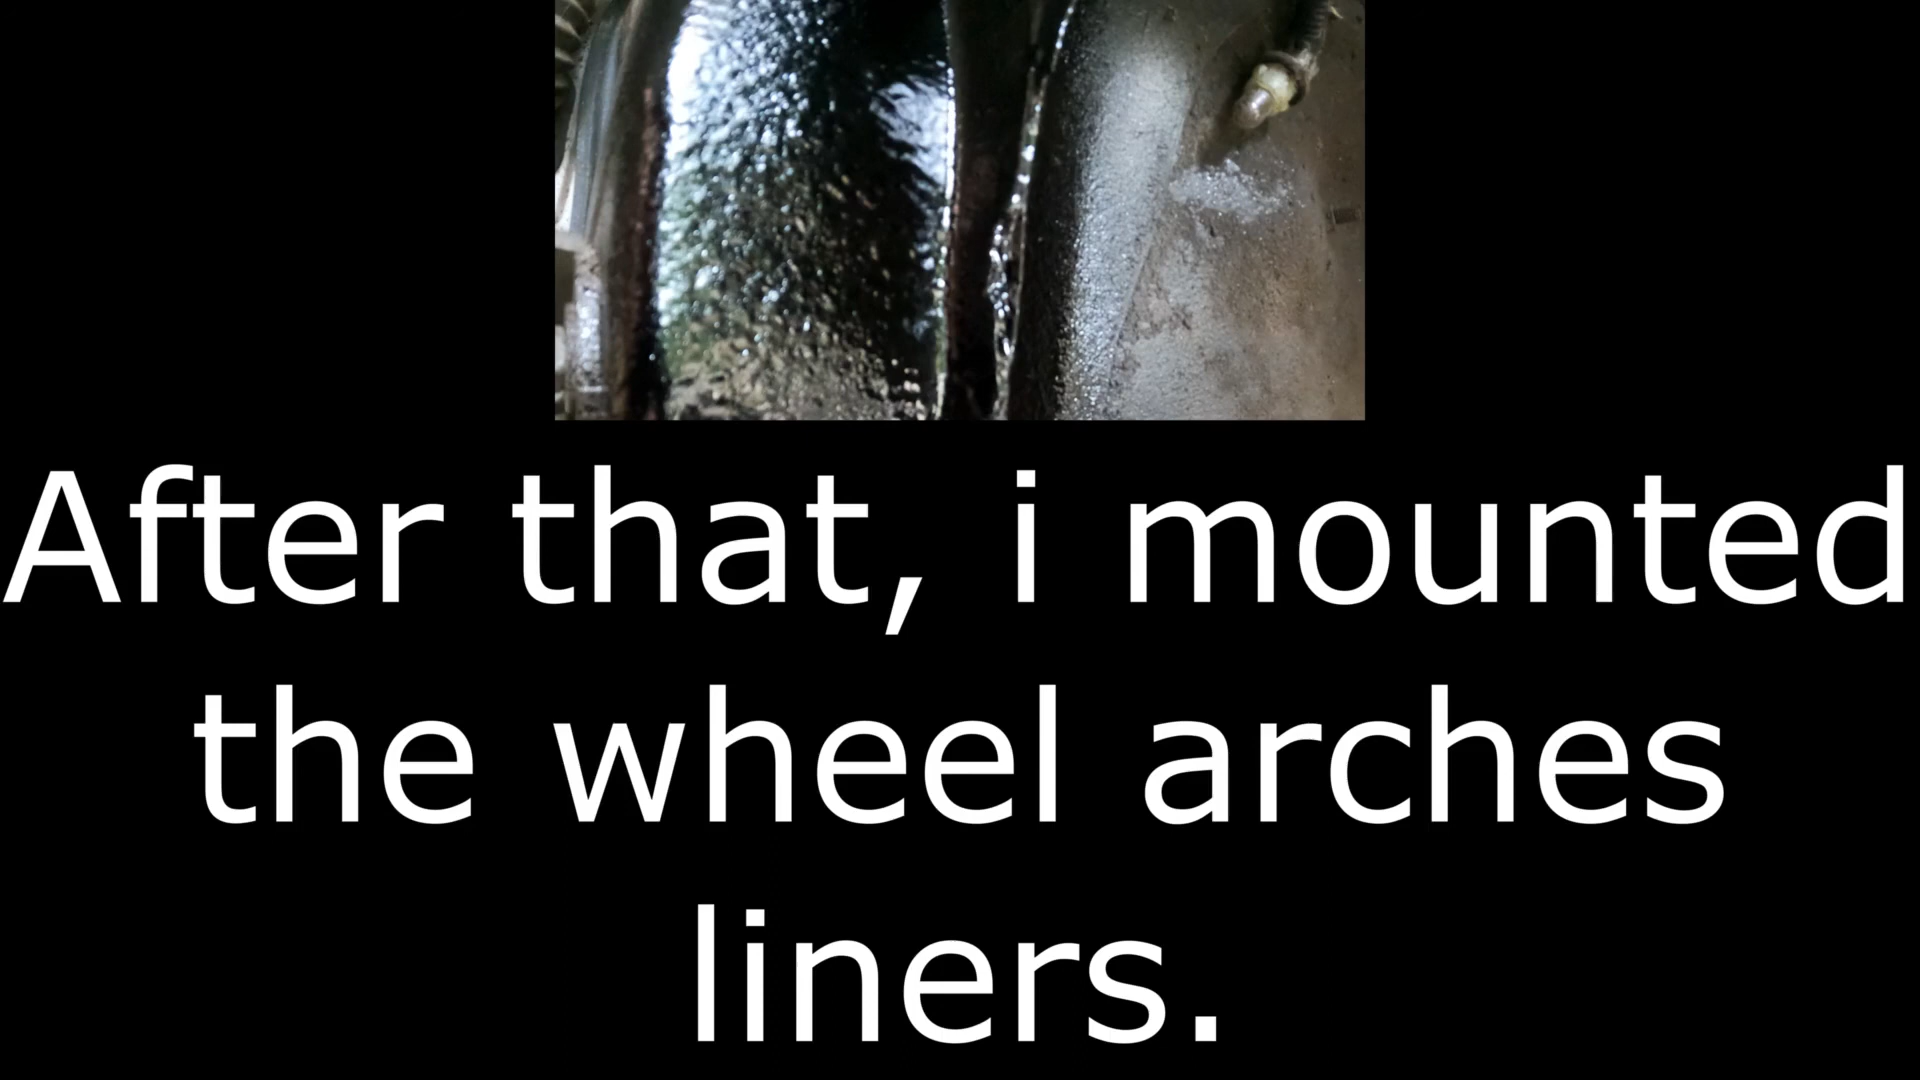 After that, i mounted
the wheel arches
liners.